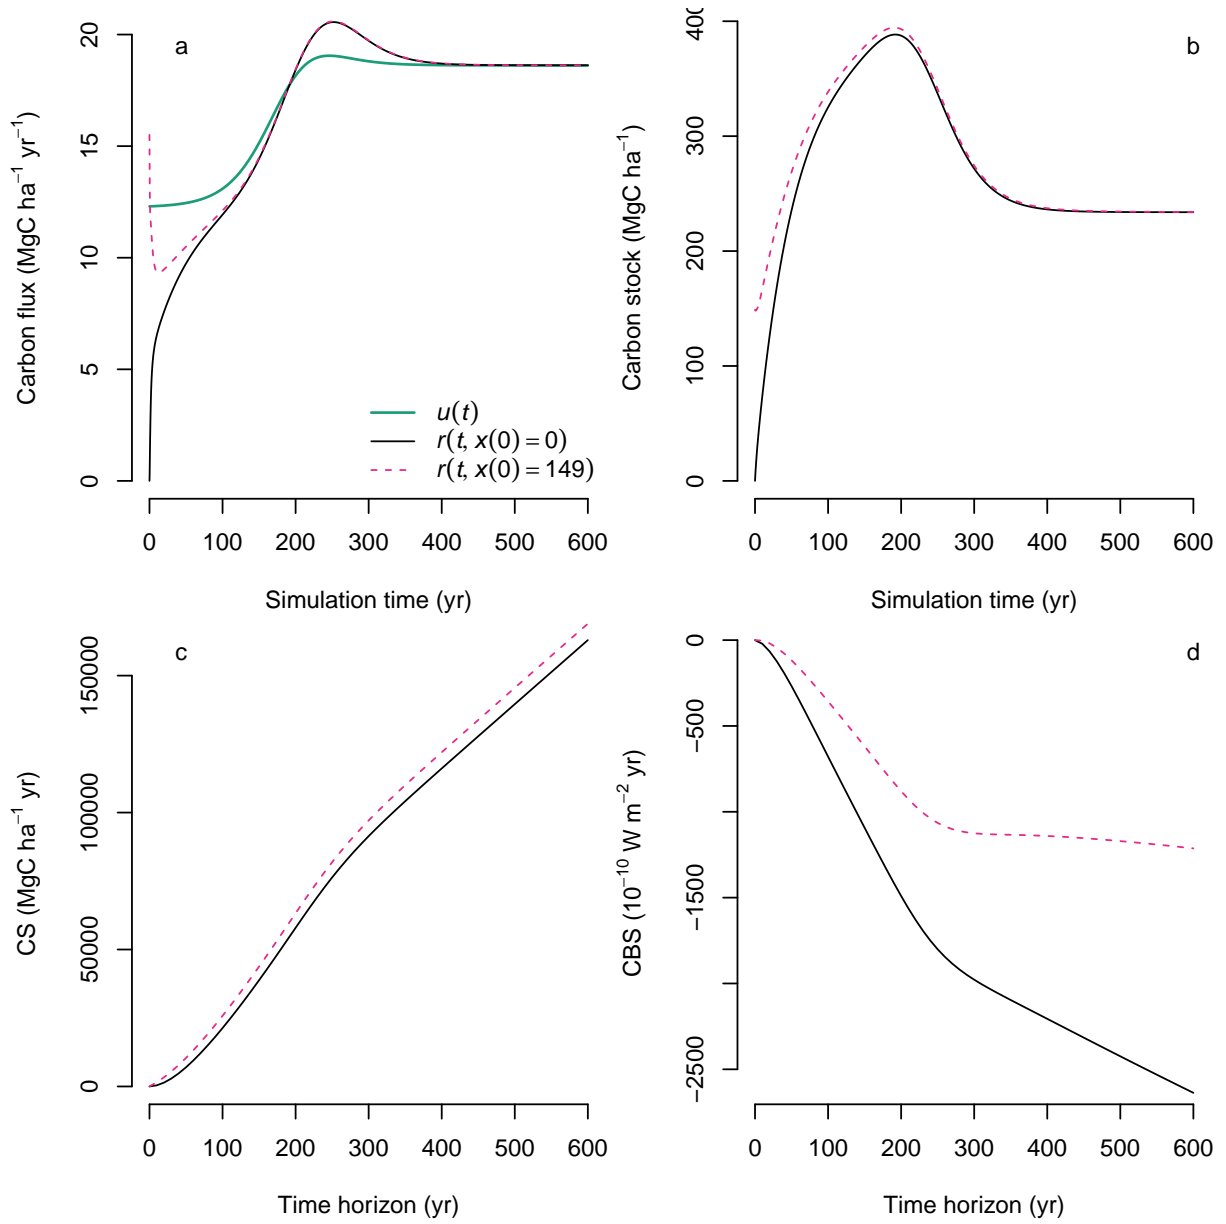 a
Carbon flux (MgC ha⁻¹ yr⁻¹)
0 5 10 15 20
u(t)
r(t, x(0) = 0)
r(t, x(0) = 149)
0 100 200 300 400 500 600
Simulation time (yr)
b
Carbon stock (MgC ha⁻¹)
0 100 200 300 400
0 100 200 300 400 500 600
Simulation time (yr)
c
CS (MgC ha⁻¹ yr)
0 50000 100000 150000
0 100 200 300 400 500 600
Time horizon (yr)
d
CBS (10⁻¹⁰ W m⁻² yr)
−2500 −1500 −500 0
0 100 200 300 400 500 600
Time horizon (yr)